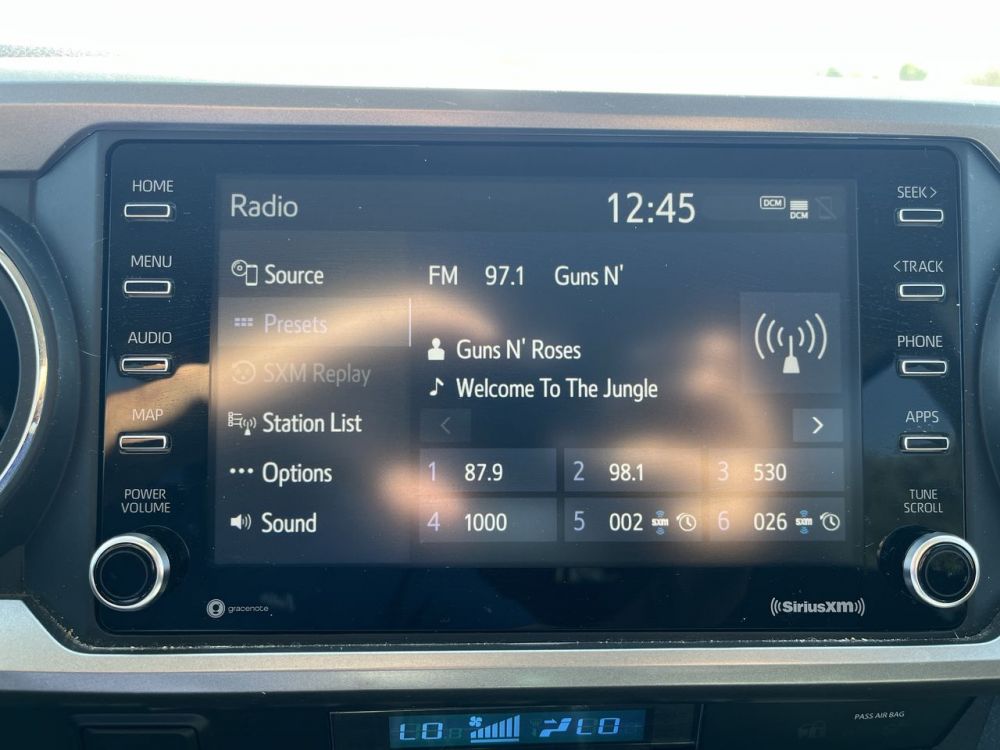 HOME
MENU
AUDIO
MAP
POWER
VOLUME
Radio 12:45 DCM DCM
Source
Presets
SXM Replay
Station List
Options
Sound
FM 97.1 Guns N'
Guns N' Roses
Welcome To The Jungle
< >
1 87.9 2 98.1 3 530
4 1000 5 002 SXM 6 026 SXM
SEEK >
< TRACK
PHONE
APPS
TUNE
SCROLL
gracenote
((SiriusXM))
LO LO
PASS AIR BAG